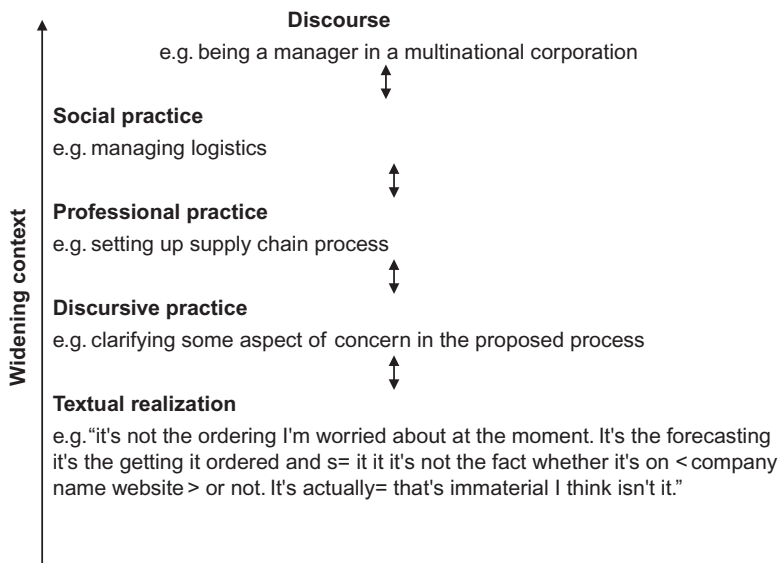 Discourse
e.g. being a manager in a multinational corporation
Social practice
e.g. managing logistics
Professional practice
e.g. setting up supply chain process
Discursive practice
e.g. clarifying some aspect of concern in the proposed process
Textual realization
e.g. “it's not the ordering I'm worried about at the moment. It's the forecasting
it's the getting it ordered and s= it it it's not the fact whether it's on <company
name website> or not. It's actually= that's immaterial I think isn't it.”
Widening context